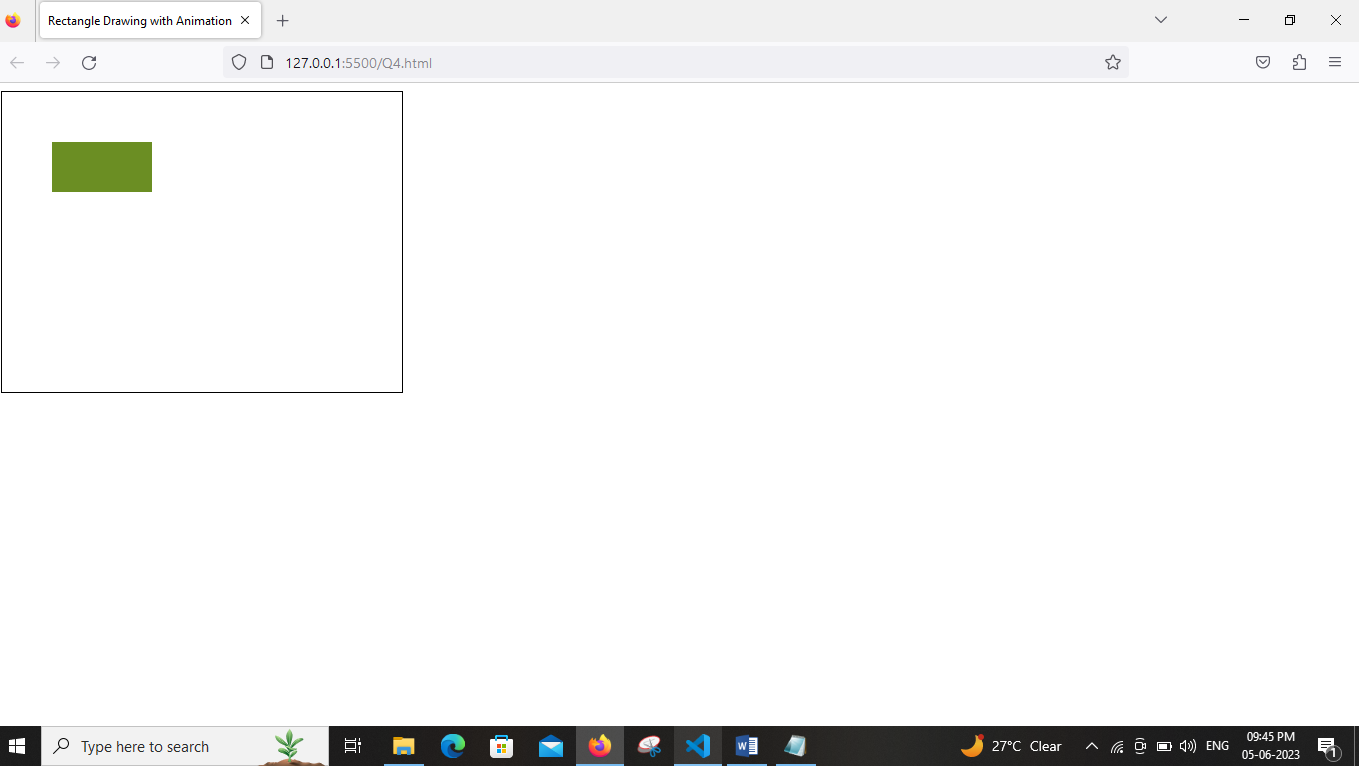 Rectangle Drawing with Animation
127.0.0.1:5500/Q4.html
Type here to search
27°C Clear
ENG
09:45 PM
05-06-2023
1